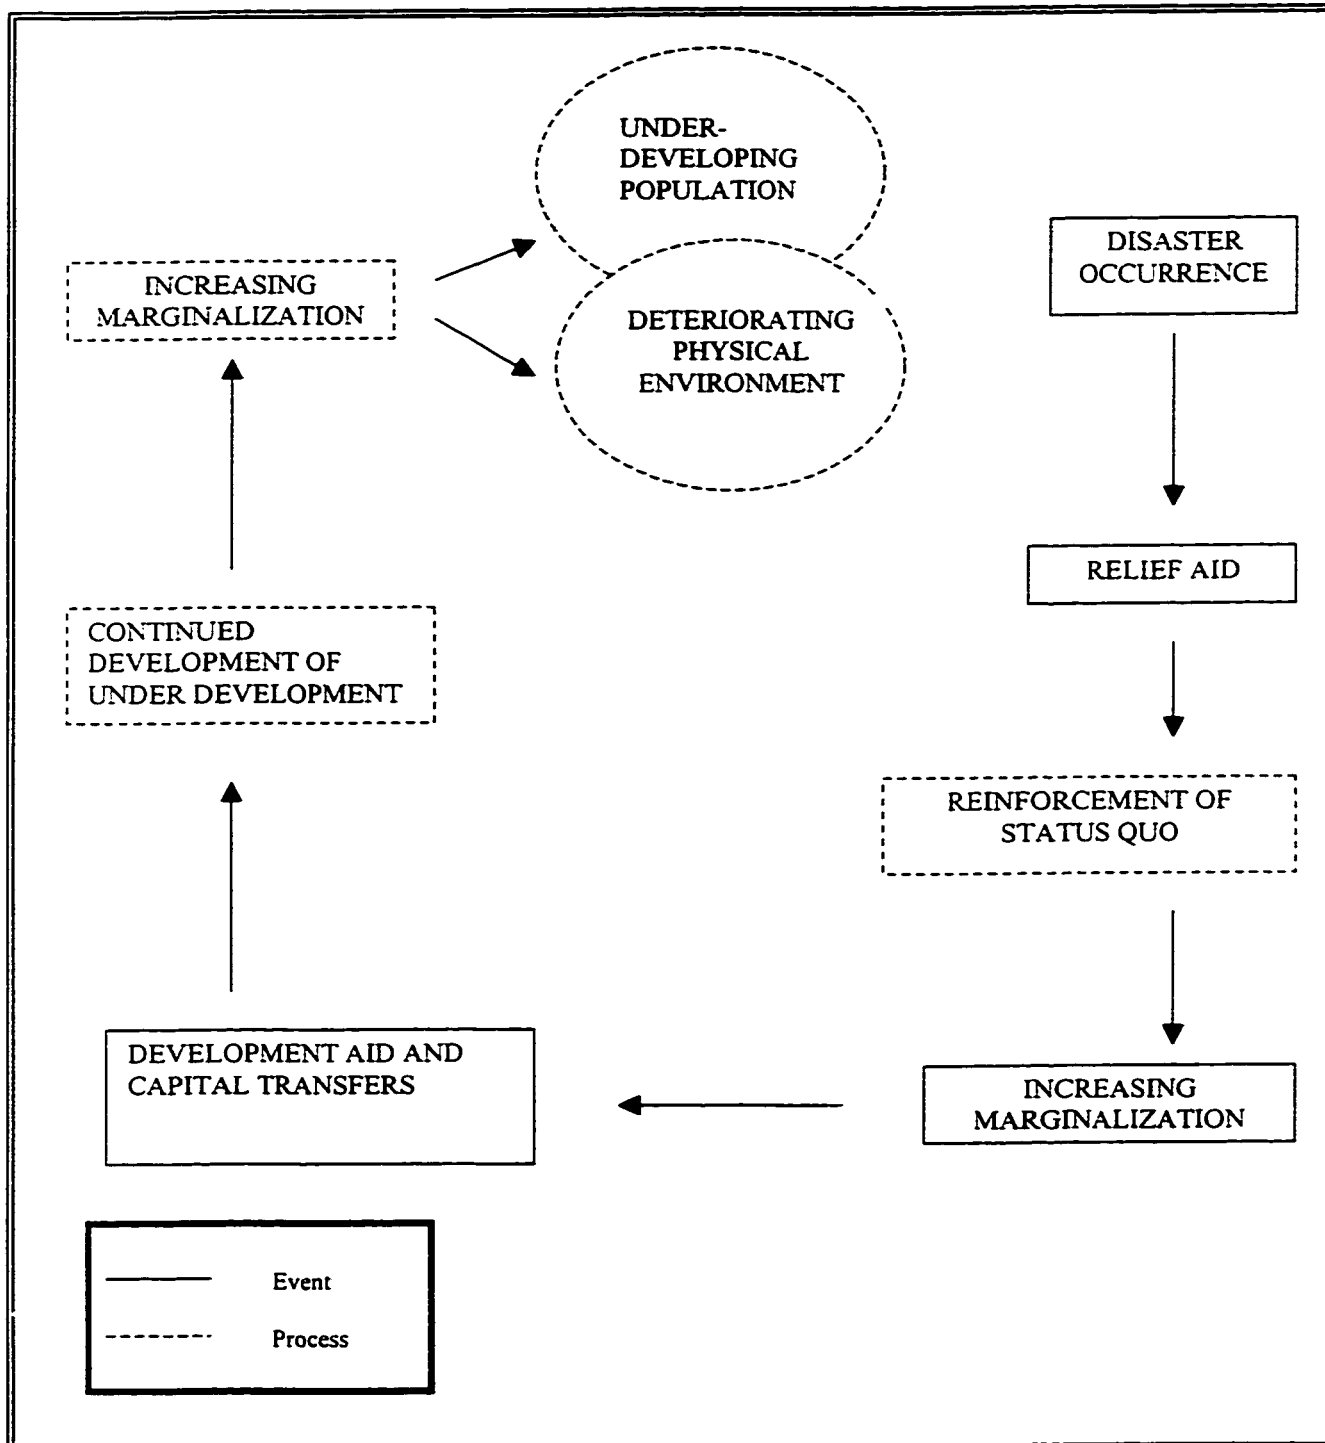 UNDER-
DEVELOPING
POPULATION
DISASTER
OCCURRENCE
INCREASING
MARGINALIZATION
DETERIORATING
PHYSICAL
ENVIRONMENT
RELIEF AID
CONTINUED
DEVELOPMENT OF
UNDER DEVELOPMENT
REINFORCEMENT OF
STATUS QUO
DEVELOPMENT AID AND
CAPITAL TRANSFERS
INCREASING
MARGINALIZATION
Event
Process